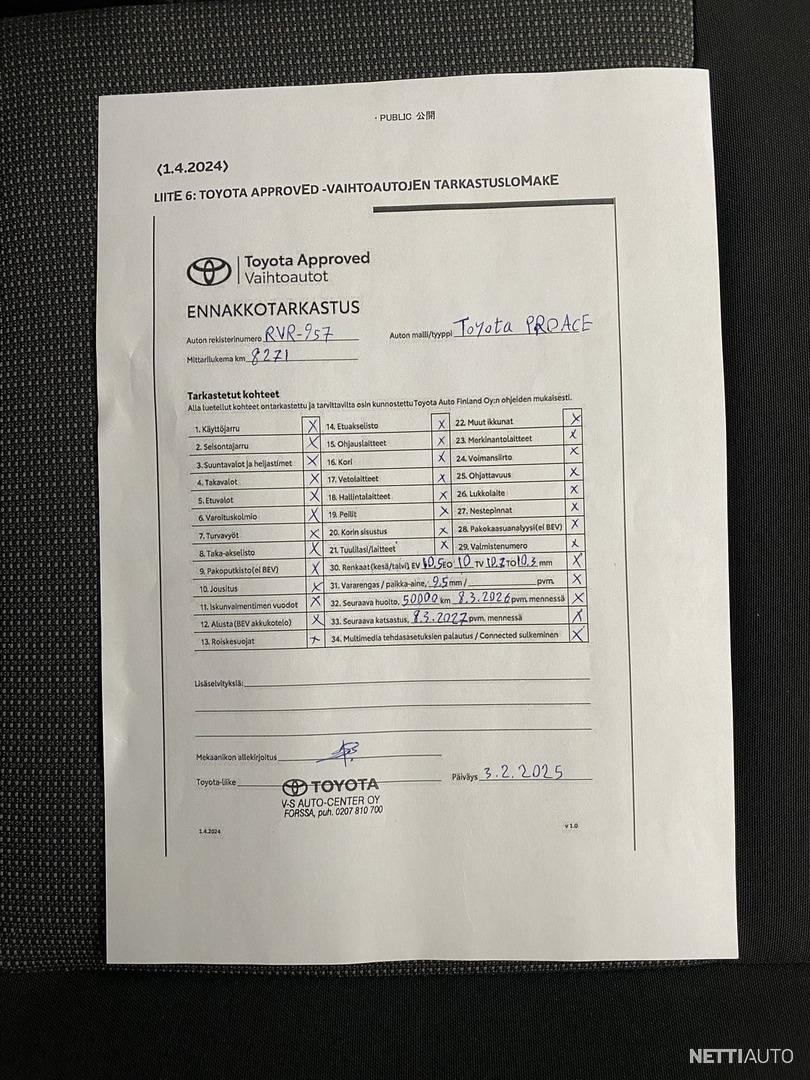 · PUBLIC 公開
(1.4.2024)
LIITE 6: TOYOTA APPROVED -VAIHTOAUTOJEN TARKASTUSLOMAKE
Toyota Approved
Vaihtoautot
ENNAKKOTARKASTUS
Auton rekisterinumero RVR-957 Auton malli/tyyppi Toyota PROACE
Mittarilukema km 8271
Tarkastetut kohteet
Alla luetellut kohteet ontarkastettu ja tarvittavilta osin kunnostettu Toyota Auto Finland Oy:n ohjeiden mukaisesti.
1. Käyttöjarru X 14. Etuakselisto X 22. Muut ikkunat X
2. Seisontajarru X 15. Ohjauslaitteet X 23. Merkinantolaitteet X
3. Suuntavalot ja heijastimet X 16. Kori X 24. Voimansiirto X
4. Takavalot X 17. Vetolaitteet X 25. Ohjattavuus X
5. Etuvalot X 18. Hallintalaitteet X 26. Lukkolaite X
6. Varoituskolmio X 19. Peilit X 27. Nestepinnat X
7. Turvavyöt X 20. Korin sisustus X 28. Pakokaasuanalyysi(ei BEV) X
8. Taka-akselisto X 21. Tuulilasi/laitteet X 29. Valmistenumero X
9. Pakoputkisto(ei BEV) X 30. Renkaat (kesä/talvi), EV 10.5 EO 10 TV 10.2 TO 10.3 mm X
10. Jousitus X 31. Vararengas / paikka-aine, 9.5 mm / pvm. X
11. Iskunvaimentimien vuodot X 32. Seuraava huolto, 50000 km 8.3.2026 pvm. mennessä X
12. Alusta (BEV akkukotelo) X 33. Seuraava katsastus, 8.3.2027 pvm. mennessä X
13. Roiskesuojat X 34. Multimedia tehdasasetuksien palautus / Connected sulkeminen X
Lisäselvityksiä:
Mekaanikon allekirjoitus
Toyota-liike TOYOTA Päiväys 3.2.2025
V-S AUTO-CENTER OY
FORSSA, puh. 0207 810 700
1.4.2024 v 1.0
NETTIAUTO